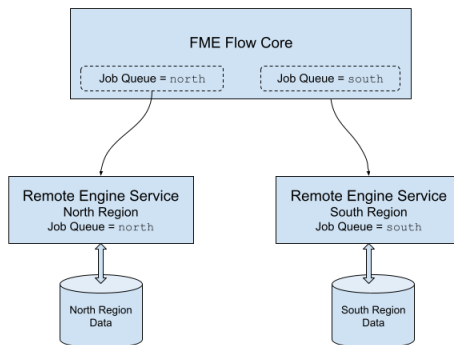 FME Flow Core
Job Queue = north
Job Queue = south
Remote Engine Service
North Region
Job Queue = north
Remote Engine Service
South Region
Job Queue = south
North Region
Data
South Region
Data